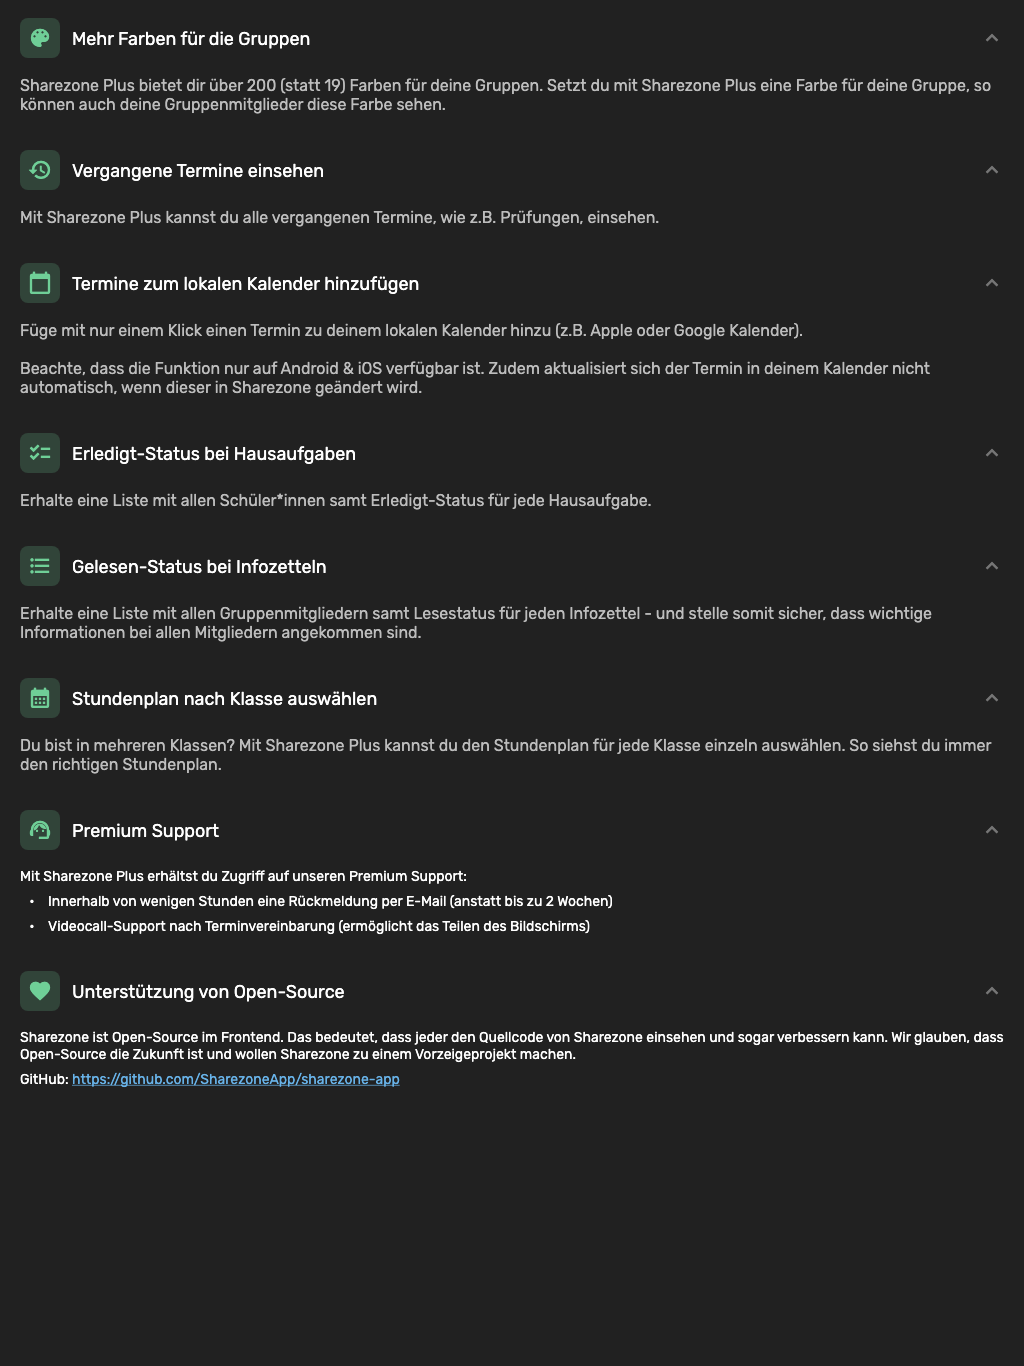 Mehr Farben für die Gruppen
Sharezone Plus bietet dir über 200 (statt 19) Farben für deine Gruppen. Setzt du mit Sharezone Plus eine Farbe für deine Gruppe, so
können auch deine Gruppenmitglieder diese Farbe sehen.
Vergangene Termine einsehen
Mit Sharezone Plus kannst du alle vergangenen Termine, wie z.B. Prüfungen, einsehen.
Termine zum lokalen Kalender hinzufügen
Füge mit nur einem Klick einen Termin zu deinem lokalen Kalender hinzu (z.B. Apple oder Google Kalender).
Beachte, dass die Funktion nur auf Android & iOS verfügbar ist. Zudem aktualisiert sich der Termin in deinem Kalender nicht
automatisch, wenn dieser in Sharezone geändert wird.
Erledigt-Status bei Hausaufgaben
Erhalte eine Liste mit allen Schüler*innen samt Erledigt-Status für jede Hausaufgabe.
Gelesen-Status bei Infozetteln
Erhalte eine Liste mit allen Gruppenmitgliedern samt Lesestatus für jeden Infozettel - und stelle somit sicher, dass wichtige
Informationen bei allen Mitgliedern angekommen sind.
Stundenplan nach Klasse auswählen
Du bist in mehreren Klassen? Mit Sharezone Plus kannst du den Stundenplan für jede Klasse einzeln auswählen. So siehst du immer
den richtigen Stundenplan.
Premium Support
Mit Sharezone Plus erhältst du Zugriff auf unseren Premium Support:
• Innerhalb von wenigen Stunden eine Rückmeldung per E-Mail (anstatt bis zu 2 Wochen)
• Videocall-Support nach Terminvereinbarung (ermöglicht das Teilen des Bildschirms)
Unterstützung von Open-Source
Sharezone ist Open-Source im Frontend. Das bedeutet, dass jeder den Quellcode von Sharezone einsehen und sogar verbessern kann. Wir glauben, dass
Open-Source die Zukunft ist und wollen Sharezone zu einem Vorzeigeprojekt machen.
GitHub: https://github.com/SharezoneApp/sharezone-app